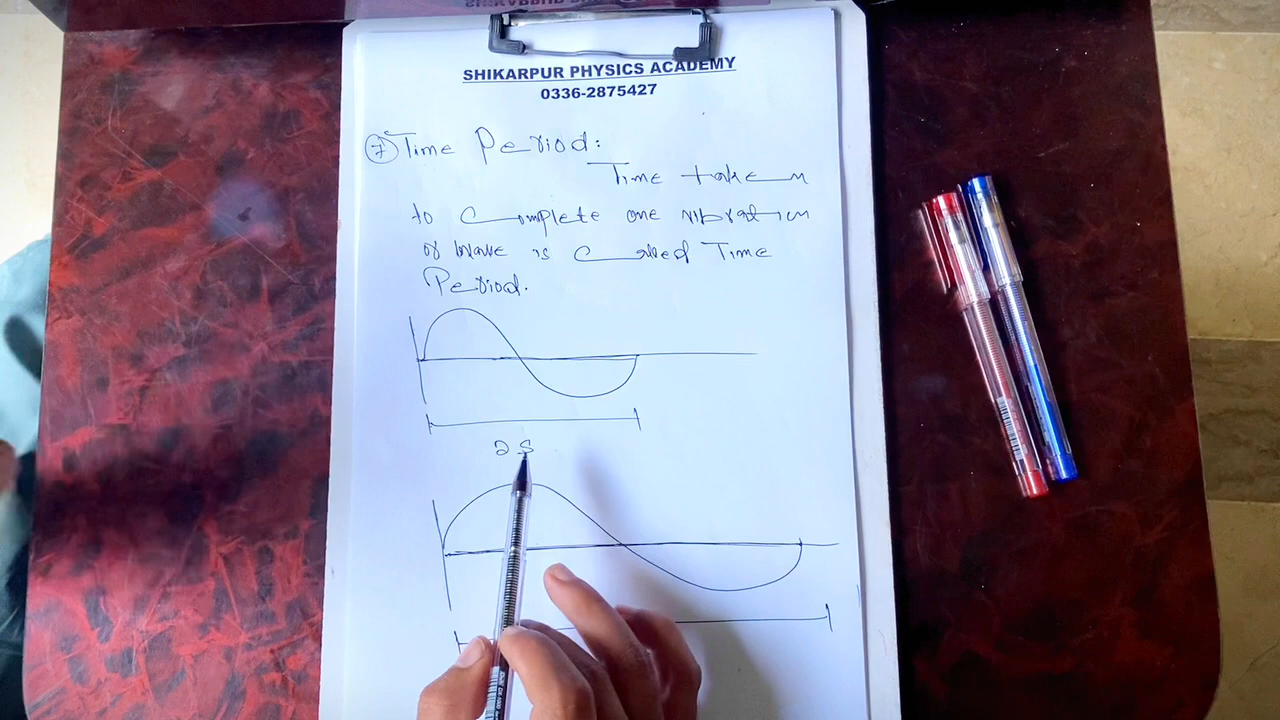 SHIKARPUR PHYSICS ACADEMY
0336-2875427
7 Time Period:
Time taken
to Complete one vibration
of wave is Called Time
Period.
2 S